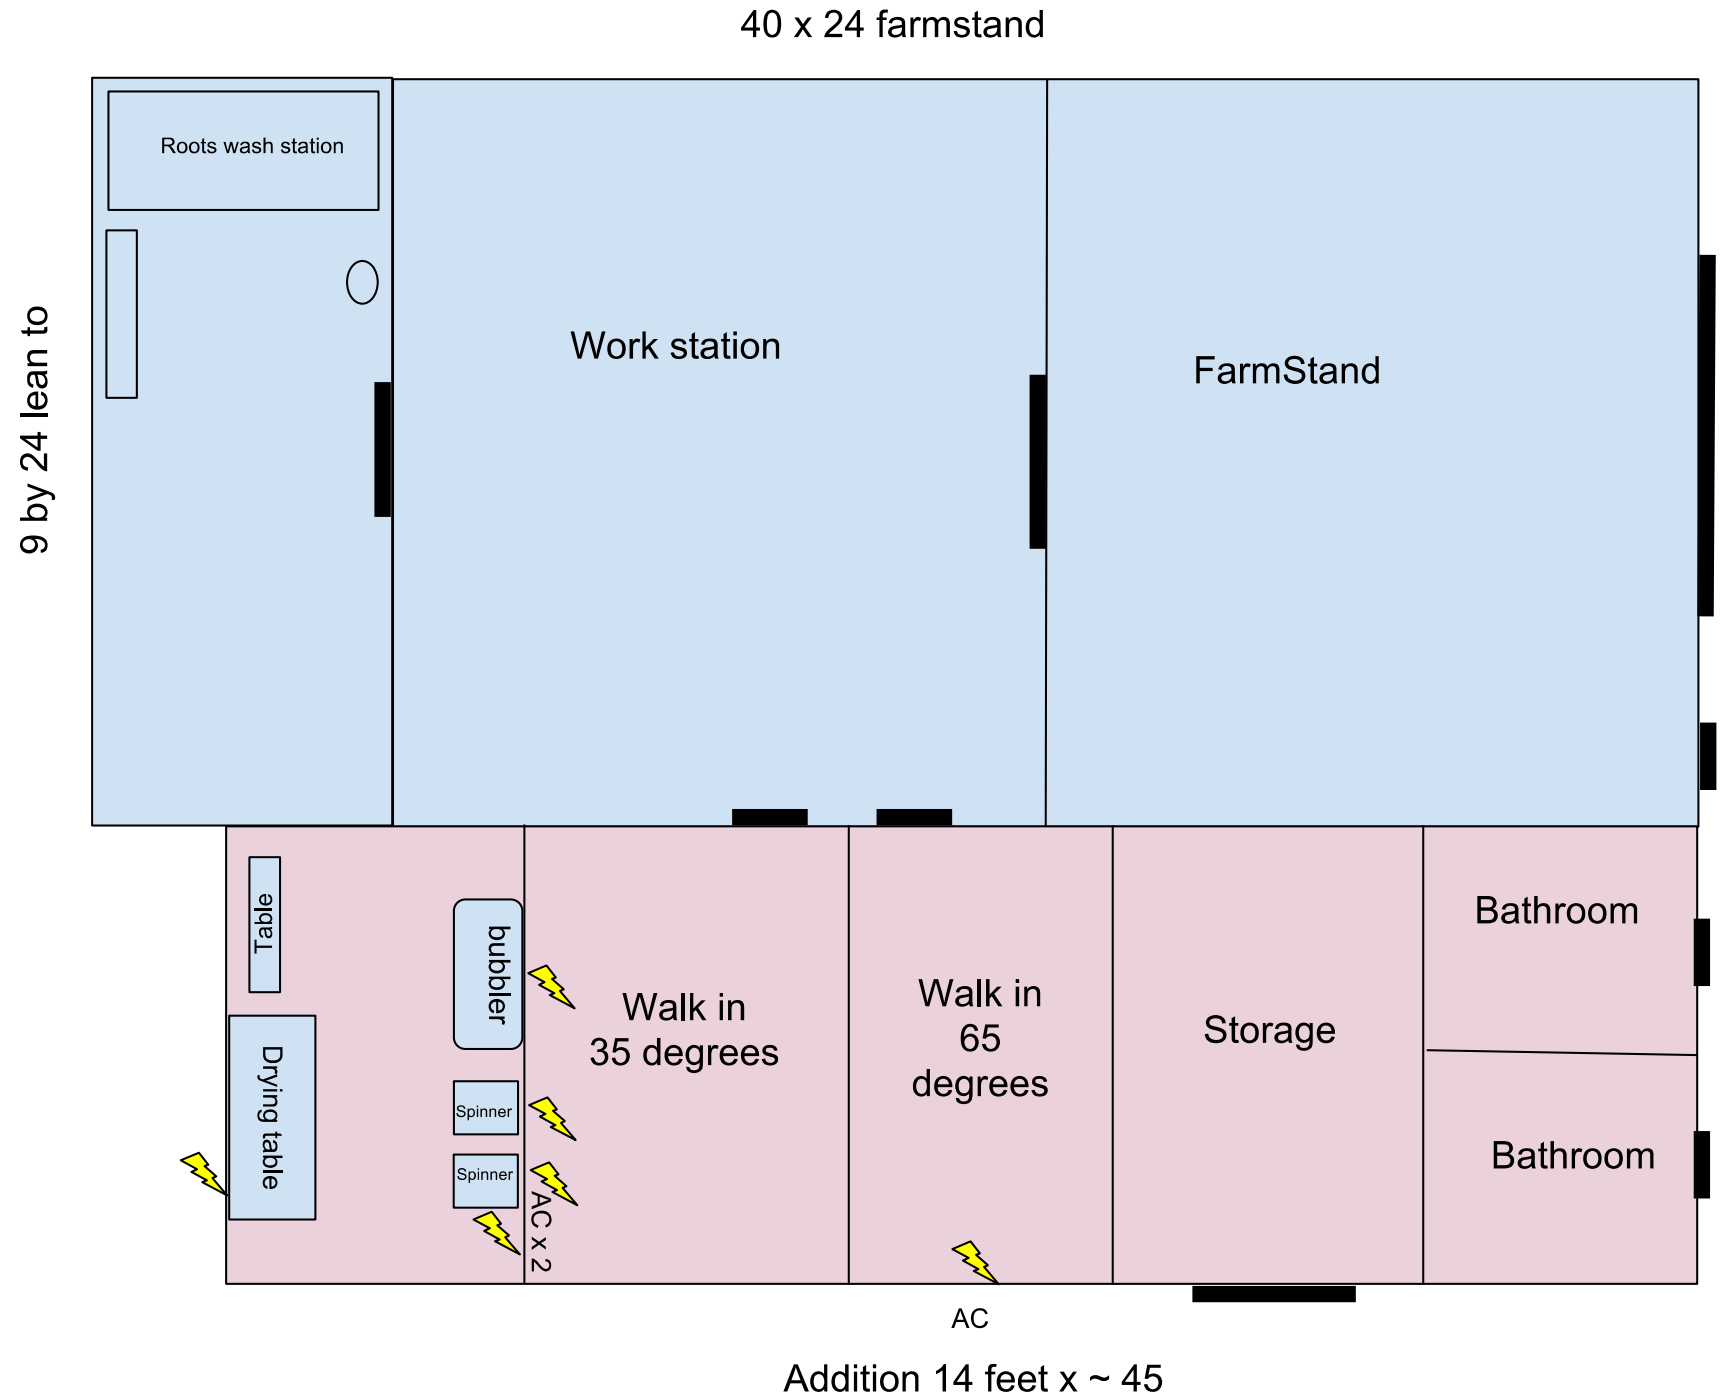 40 x 24 farmstand
Roots wash station
9 by 24 lean to
Work station
FarmStand
Table
bubbler
Drying table
Spinner
Spinner
AC x 2
Walk in
35 degrees
Walk in
65
degrees
Storage
Bathroom
Bathroom
AC
Addition 14 feet x ~ 45